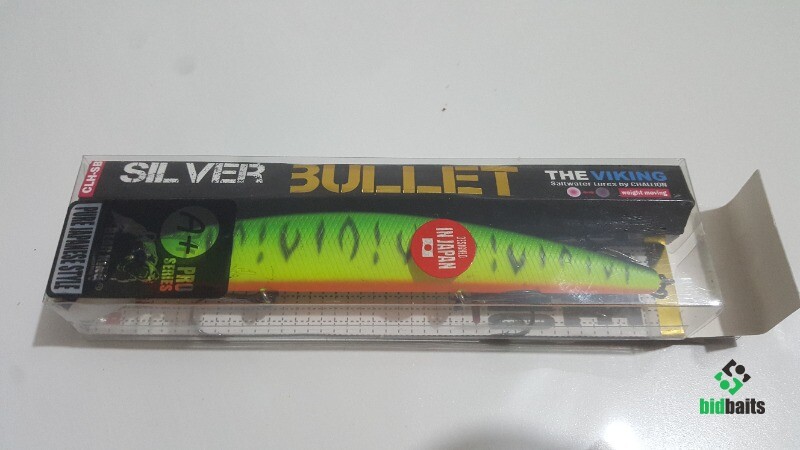 CLH-SB
SILVER BULLET
THE VIKING
Saltwater Lures by CHALLION
weight moving
PURE JAPANESE STYLE
A+
PRO
SERIES
DESIGNED
IN JAPAN
bidbaits